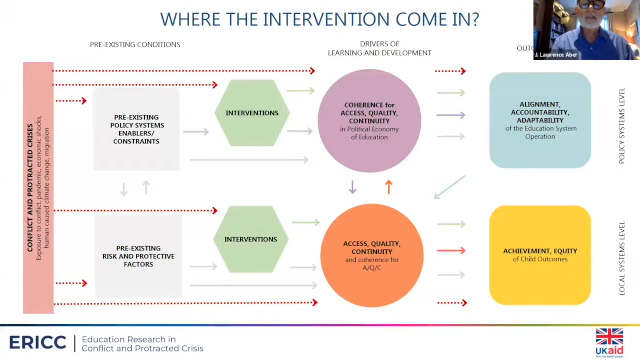 WHERE THE INTERVENTION COME IN?
PRE-EXISTING CONDITIONS
DRIVERS OF
LEARNING AND DEVELOPMENT
J. Lawrence Aber
CONFLICT AND PROTRACTED CRISES
Exposure to conflict, pandemic, economic shocks,
human caused climate change, migration
PRE-EXISTING
POLICY SYSTEMS
ENABLERS/
CONSTRAINTS
INTERVENTIONS
COHERENCE for
ACCESS, QUALITY,
CONTINUITY
in Political Economy
of Education
ALIGNMENT,
ACCOUNTABILITY,
ADAPTABILITY
of the Education System
Operation
POLICY SYSTEMS LEVEL
PRE-EXISTING
RISK AND PROTECTIVE
FACTORS
INTERVENTIONS
ACCESS, QUALITY,
CONTINUITY
and coherence for
A/Q/C
ACHIEVEMENT, EQUITY
of Child Outcomes
LOCAL SYSTEMS LEVEL
ERICC
Education Research in
Conflict and Protracted Crisis
UKaid
from the British people